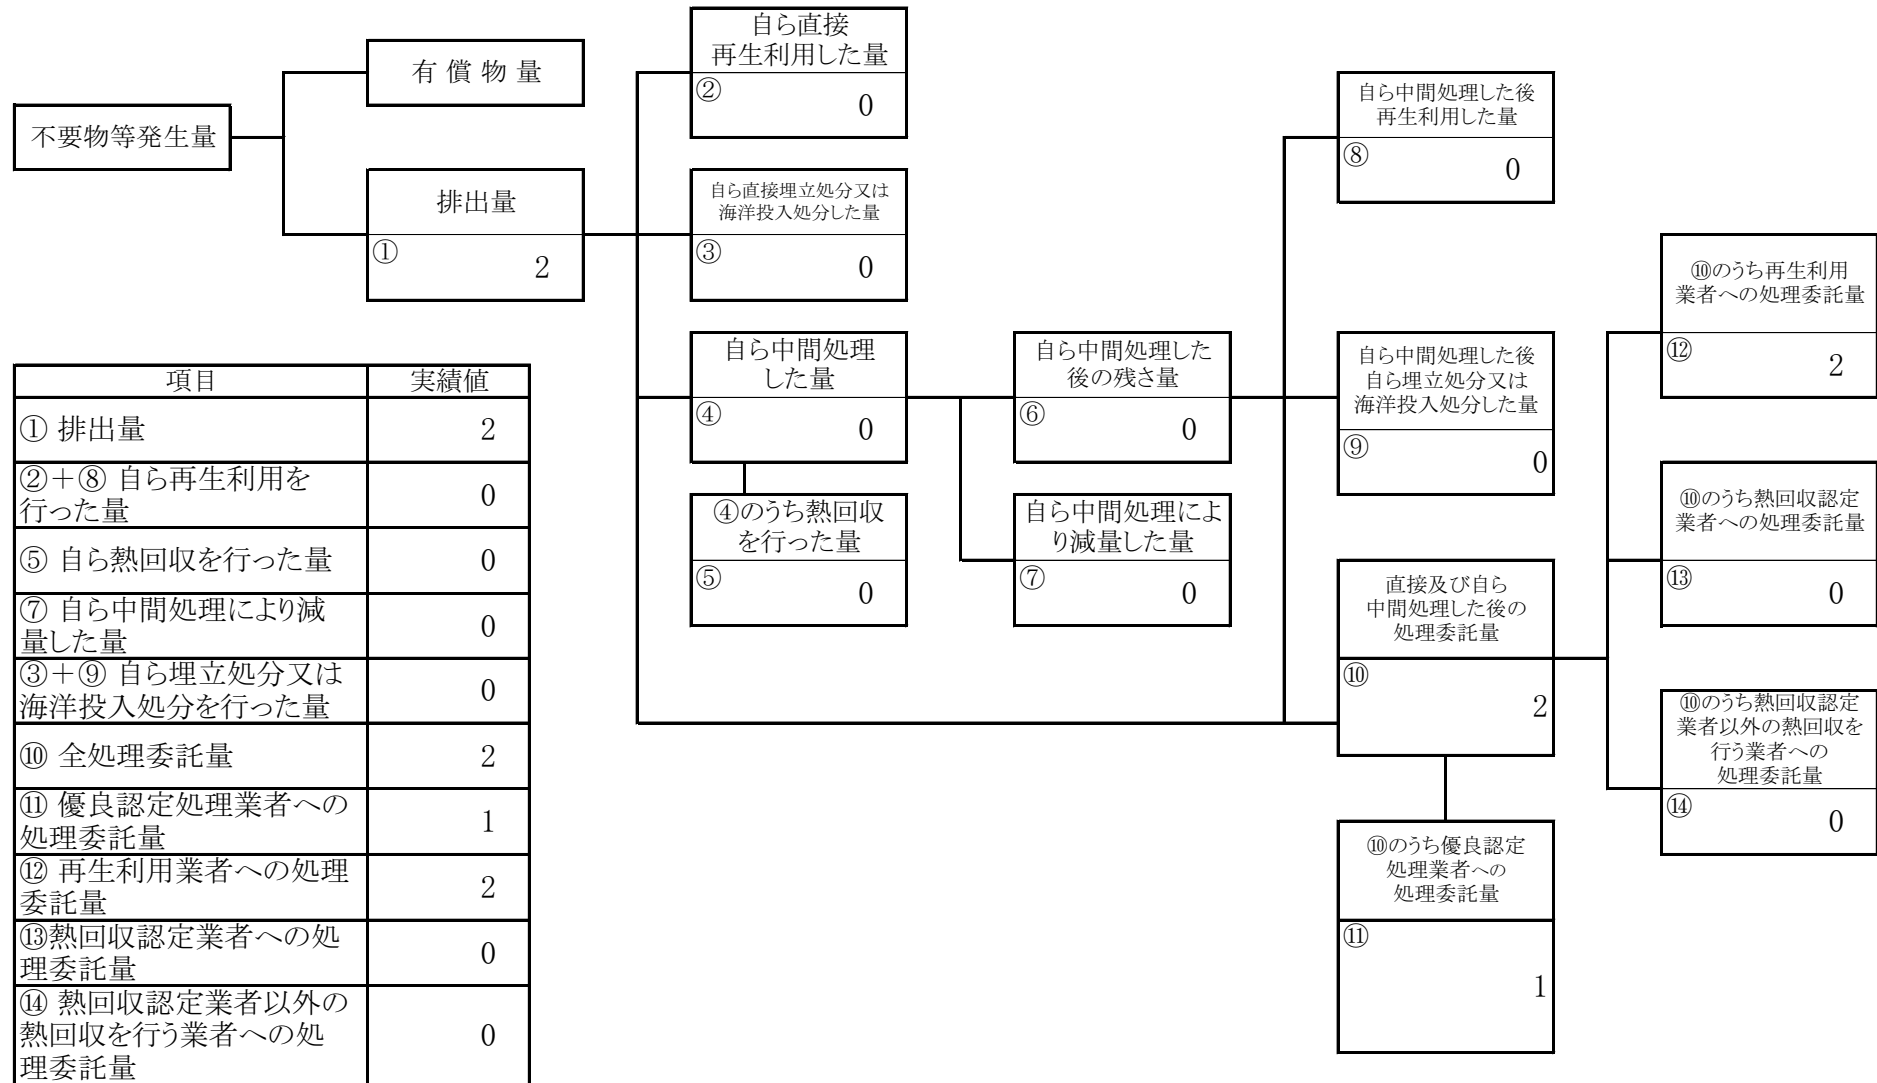 不要物等発生量
有 償 物 量
排出量
①
2
自ら直接
再生利用した量
②
0
自ら直接埋立処分又は
海洋投入処分した量
③
0
自ら中間処理
した量
④
0
④のうち熱回収
を行った量
⑤
0
自ら中間処理した
後の残さ量
⑥
0
自ら中間処理によ
り減量した量
⑦
0
自ら中間処理した後
再生利用した量
⑧
0
自ら中間処理した後
自ら埋立処分又は
海洋投入処分した量
⑨
0
直接及び自ら
中間処理した後の
処理委託量
⑩
2
⑩のうち優良認定
処理業者への
処理委託量
⑪
1
⑩のうち再生利用
業者への処理委託量
⑫
2
⑩のうち熱回収認定
業者への処理委託量
⑬
0
⑩のうち熱回収認定
業者以外の熱回収を
行う業者への
処理委託量
⑭
0
項目 実績値
① 排出量 2
②＋⑧ 自ら再生利用を
行った量 0
⑤ 自ら熱回収を行った量 0
⑦ 自ら中間処理により減
量した量 0
③＋⑨ 自ら埋立処分又は
海洋投入処分を行った量 0
⑩ 全処理委託量 2
⑪ 優良認定処理業者への
処理委託量 1
⑫ 再生利用業者への処理
委託量 2
⑬熱回収認定業者への処
理委託量 0
⑭ 熱回収認定業者以外の
熱回収を行う業者への処
理委託量 0